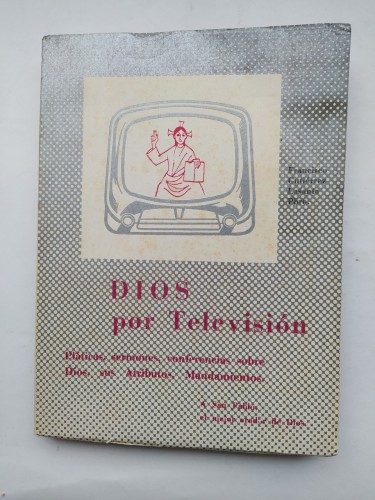 Francisco
Gutiérrez
Lasanta
Pbro.
DIOS
por Televisión
Pláticas, sermones, conferencias sobre
Dios, sus Atributos, Mandamientos.
A San Pablo,
el mejor orador de Dios.